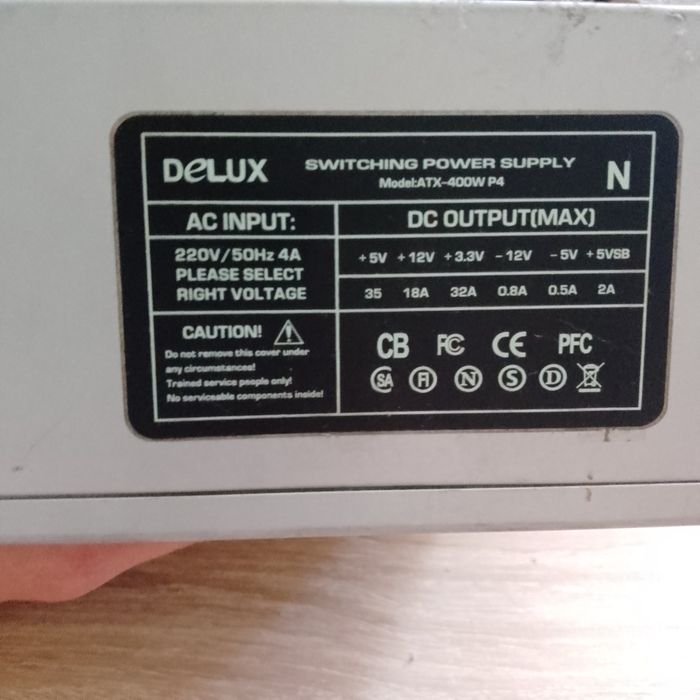 DeLUX
SWITCHING POWER SUPPLY
Model:ATX-400W P4
N
AC INPUT:
220V/50Hz 4A
PLEASE SELECT
RIGHT VOLTAGE
DC OUTPUT(MAX)
+5V +12V +3.3V -12V -5V +5VSB
35 18A 32A 0.8A 0.5A 2A
CAUTION!
Do not remove this cover under
any circumstances!
Trained service people only!
No serviceable components inside!
CB FC CE PFC
SA FI N S D